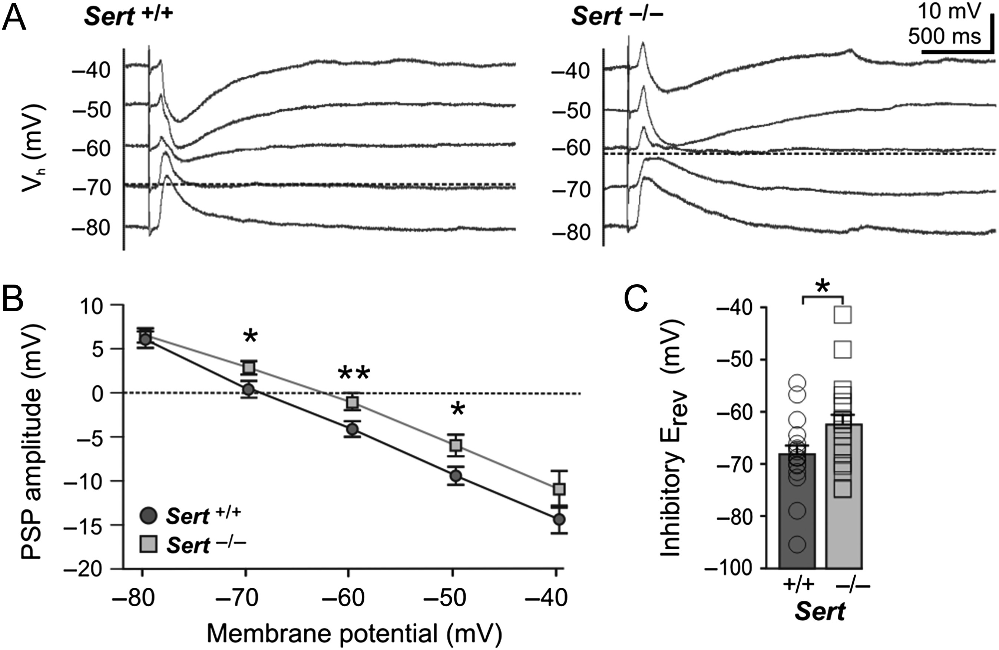 A
Sert +/+
Sert –/–
10 mV
500 ms
Vh (mV)
–40
–50
–60
–70
–80
–40
–50
–60
–70
–80
B
PSP amplitude (mV)
10
5
0
–5
–10
–15
–20
*
**
*
Sert +/+
Sert –/–
–80
–70
–60
–50
–40
Membrane potential (mV)
C
*
Inhibitory Erev (mV)
–40
–50
–60
–70
–80
–100
+/+
–/–
Sert